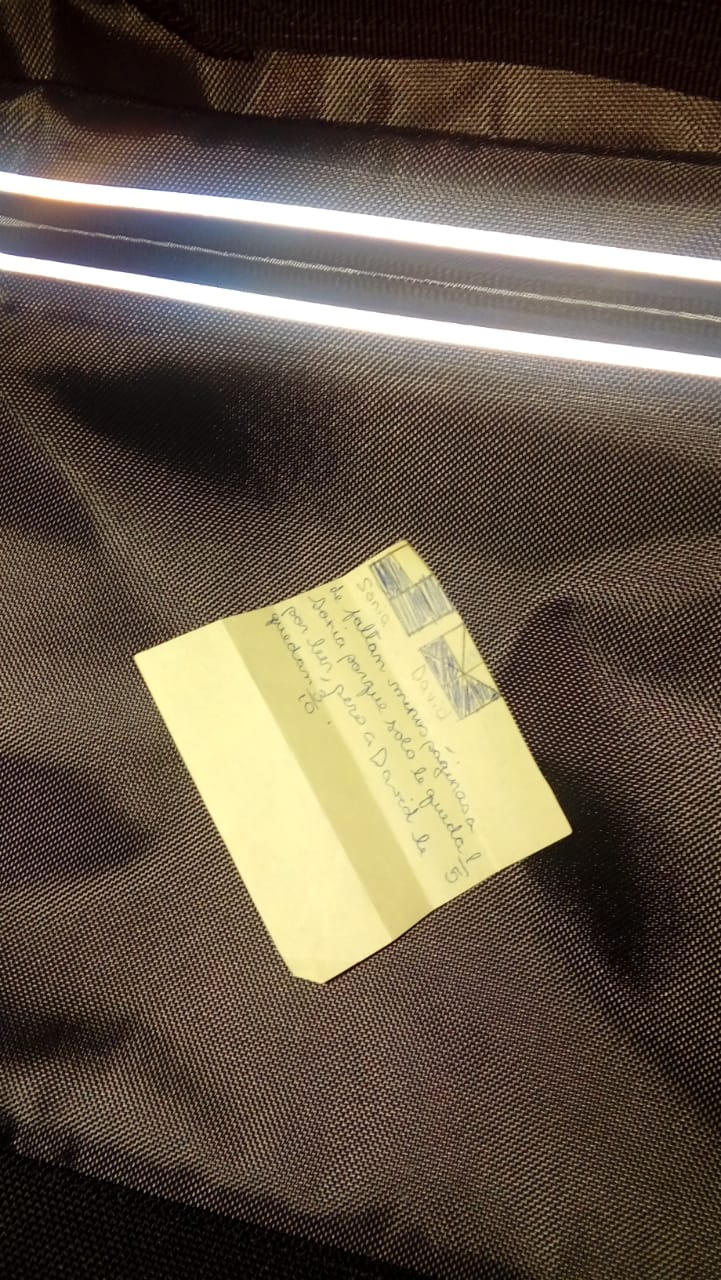 Sonia
David
Le faltan menos páginas a
Sonia porque solo le queda 1/5
por leer, pero a David le
quedan 3/10.